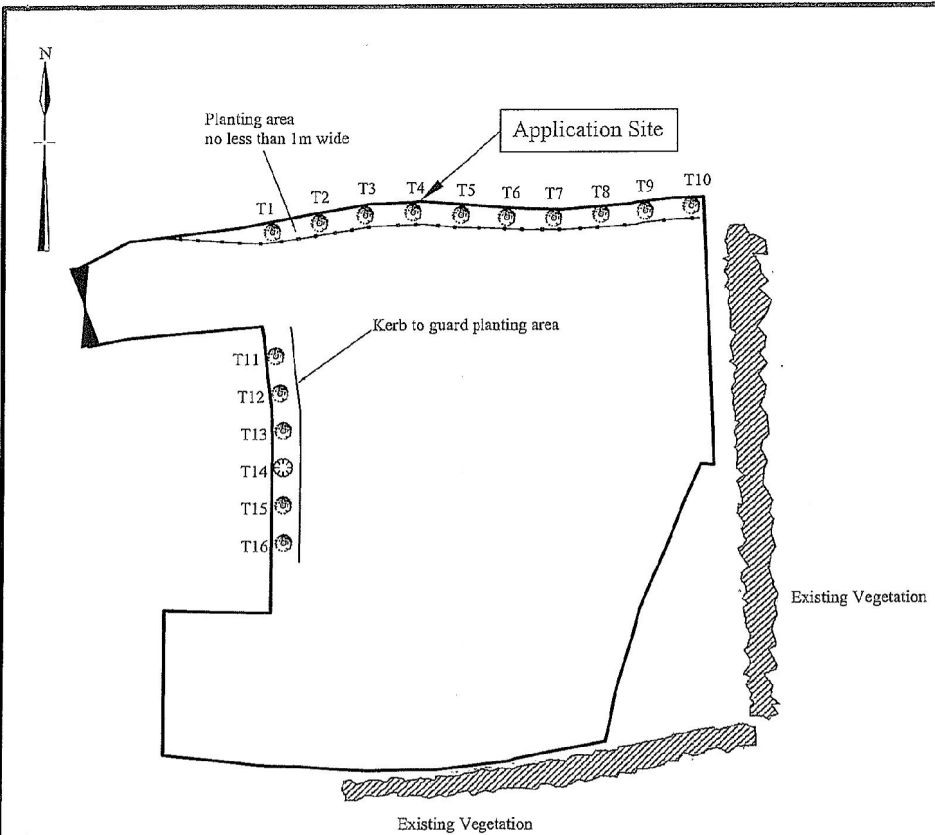 N
Planting area
no less than 1m wide
Application Site
T1
T2
T3
T4
T5
T6
T7
T8
T9
T10
Kerb to guard planting area
T11
T12
T13
T14
T15
T16
Existing Vegetation
Existing Vegetation